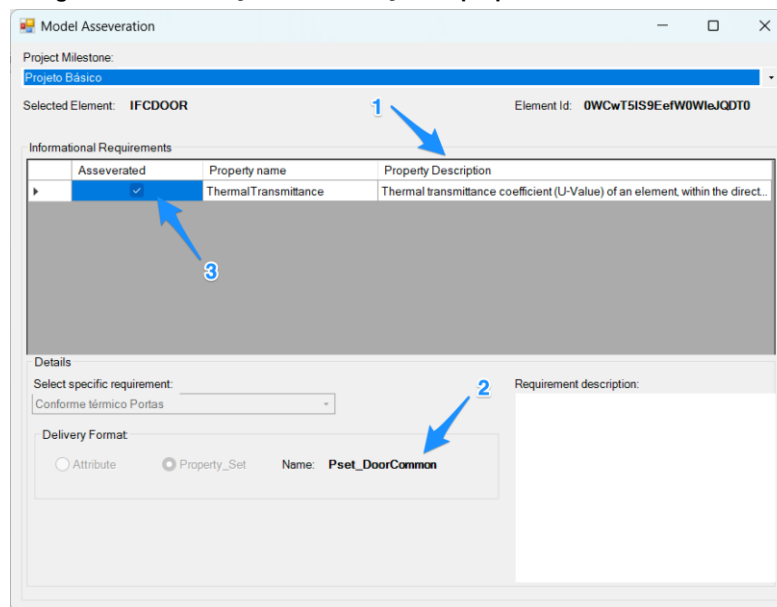 Model Asseveration
Project Milestone:
Projeto Básico
Selected Element: IFCDOOR
Element Id: 0WCwT5IS9EefW0WIeJQDT0
1
Informational Requirements
Asseverated Property name Property Description
ThermalTransmittance Thermal transmittance coefficient (U-Value) of an element, within the direct...
3
Details
Select specific requirement:
Requirement description:
Conforme térmico Portas
2
Delivery Format
Attribute Property_Set Name: Pset_DoorCommon